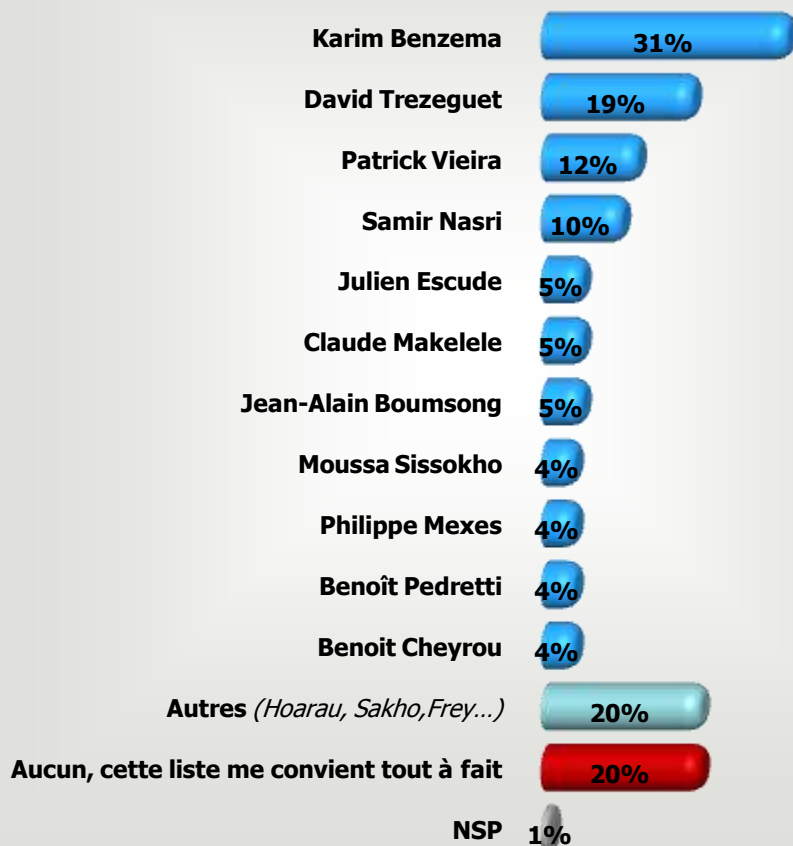 Karim Benzema 31%
David Trezeguet 19%
Patrick Vieira 12%
Samir Nasri 10%
Julien Escude 5%
Claude Makelele 5%
Jean-Alain Boumsong 5%
Moussa Sissokho 4%
Philippe Mexes 4%
Benoît Pedretti 4%
Benoit Cheyrou 4%
Autres (Hoarau, Sakho,Frey...) 20%
Aucun, cette liste me convient tout à fait 20%
NSP 1%